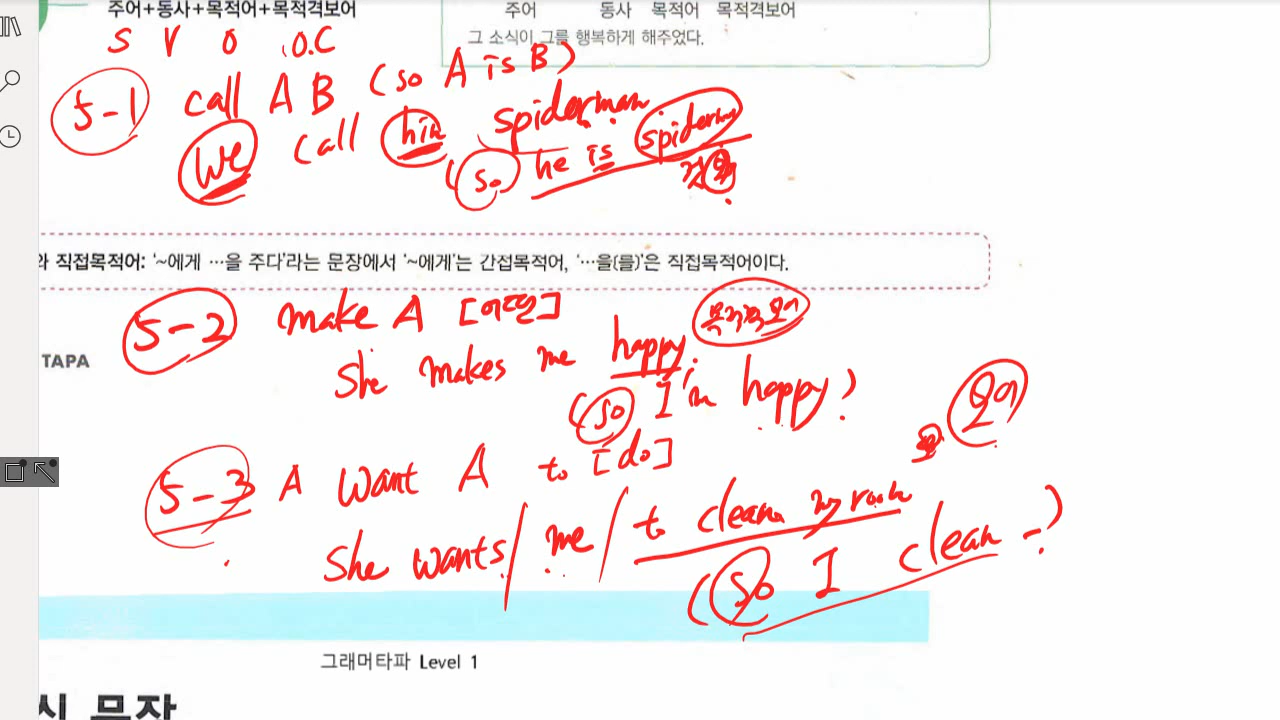 주어+동사+목적어+목적격보어
주어 동사 목적어 목적격보어
그 소식이 그를 행복하게 해주었다.
S V O O.C
5-1 call A B (so A is B)
We call him spiderman
(so he is spiderman
와 직접목적어: '~에게 …을 주다'라는 문장에서 '~에게'는 간접목적어, '…을(를)'은 직접목적어이다.
5-2 make A [어떤]
목적격보어
TAPA
She makes me happy.
(so I'm happy)
보어
5-3 A want A to [do]
She wants / me / to clean my room
(so I clean -)
그래머타파 Level 1
식 문장